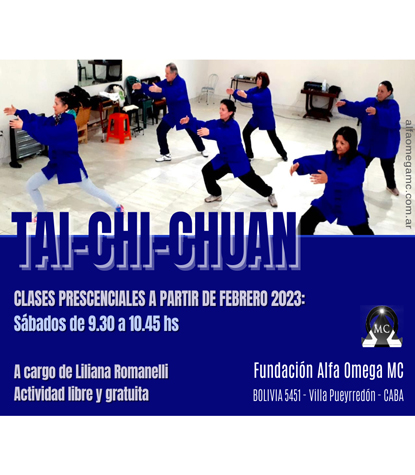 alfaomegamc.com.ar
TAI-CHI-CHUAN
CLASES PRESCENCIALES A PARTIR DE FEBRERO 2023:
Sábados de 9.30 a 10.45 hs
MC
A cargo de Liliana Romanelli
Actividad libre y gratuita
Fundación Alfa Omega MC
BOLIVIA 5451 - Villa Pueyrredón - CABA